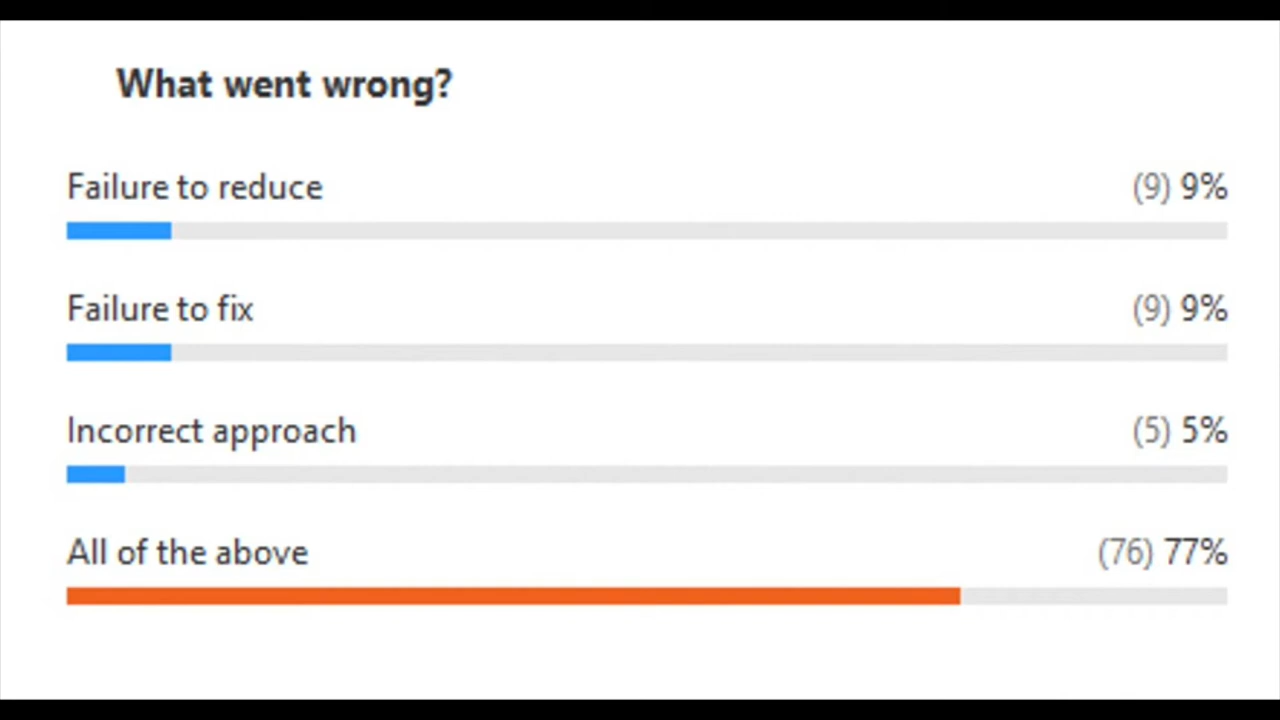 What went wrong?
Failure to reduce (9) 9%
Failure to fix (9) 9%
Incorrect approach (5) 5%
All of the above (76) 77%